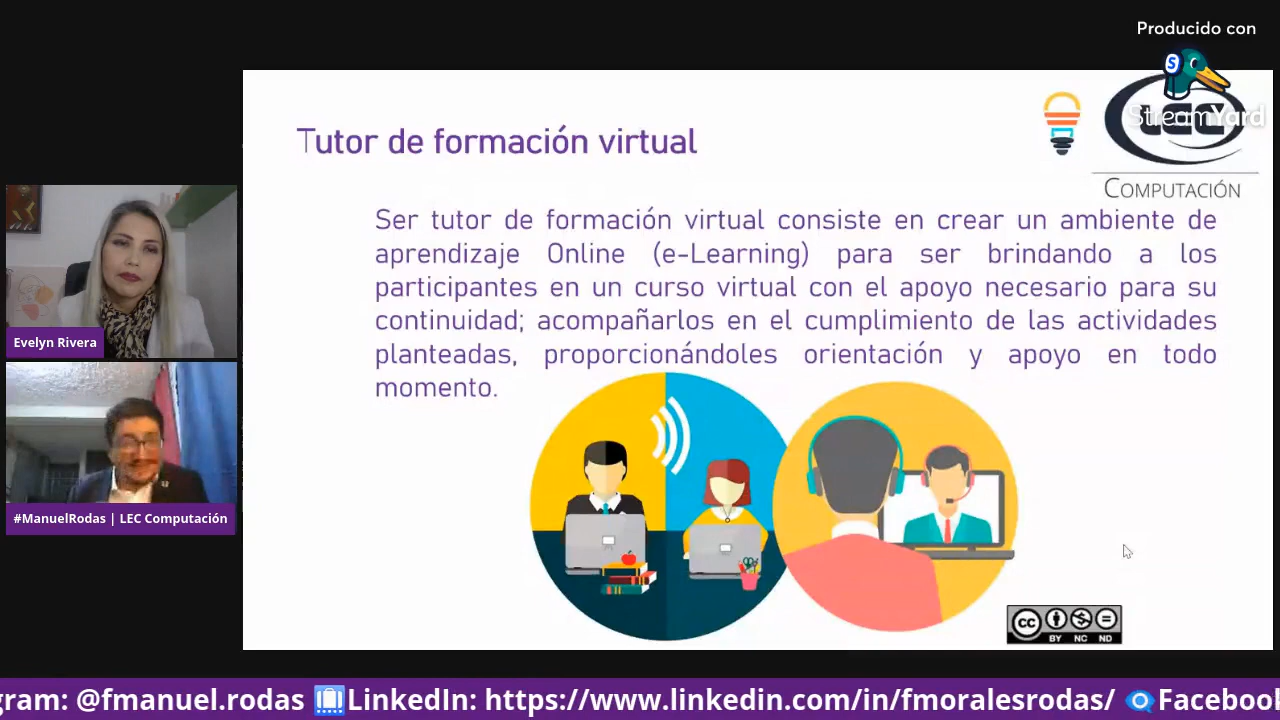 Producido con
StreamYard
LEC
COMPUTACIÓN
Tutor de formación virtual
Ser tutor de formación virtual consiste en crear un ambiente de
aprendizaje Online (e-Learning) para ser brindando a los
participantes en un curso virtual con el apoyo necesario para su
continuidad; acompañarlos en el cumplimiento de las actividades
planteadas, proporcionándoles orientación y apoyo en todo
momento.
Evelyn Rivera
#ManuelRodas | LEC Computación
cc BY NC ND
gram: @fmanuel.rodas LinkedIn: https://www.linkedin.com/in/fmoralesrodas/ Facebook